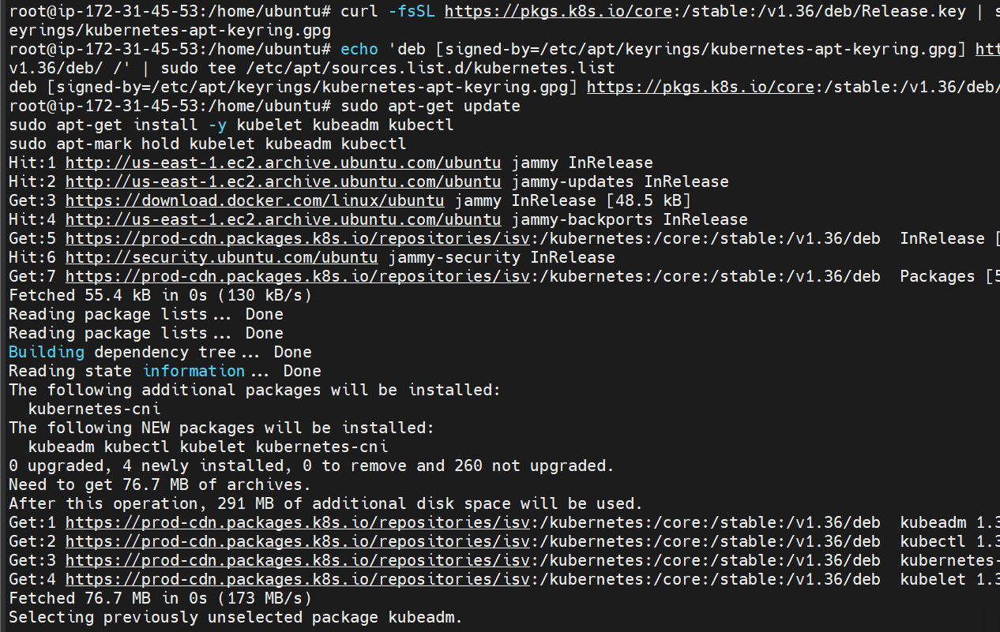 root@ip-172-31-45-53:/home/ubuntu# curl -fsSL https://pkgs.k8s.io/core:/stable:/v1.36/deb/Release.key | s
eyrings/kubernetes-apt-keyring.gpg
root@ip-172-31-45-53:/home/ubuntu# echo 'deb [signed-by=/etc/apt/keyrings/kubernetes-apt-keyring.gpg] htt
v1.36/deb/ /' | sudo tee /etc/apt/sources.list.d/kubernetes.list
deb [signed-by=/etc/apt/keyrings/kubernetes-apt-keyring.gpg] https://pkgs.k8s.io/core:/stable:/v1.36/deb/
root@ip-172-31-45-53:/home/ubuntu# sudo apt-get update
sudo apt-get install -y kubelet kubeadm kubectl
sudo apt-mark hold kubelet kubeadm kubectl
Hit:1 http://us-east-1.ec2.archive.ubuntu.com/ubuntu jammy InRelease
Hit:2 http://us-east-1.ec2.archive.ubuntu.com/ubuntu jammy-updates InRelease
Get:3 https://download.docker.com/linux/ubuntu jammy InRelease [48.5 kB]
Hit:4 http://us-east-1.ec2.archive.ubuntu.com/ubuntu jammy-backports InRelease
Get:5 https://prod-cdn.packages.k8s.io/repositories/isv:/kubernetes:/core:/stable:/v1.36/deb  InRelease [
Hit:6 http://security.ubuntu.com/ubuntu jammy-security InRelease
Get:7 https://prod-cdn.packages.k8s.io/repositories/isv:/kubernetes:/core:/stable:/v1.36/deb  Packages [5
Fetched 55.4 kB in 0s (130 kB/s)
Reading package lists... Done
Reading package lists... Done
Building dependency tree... Done
Reading state information... Done
The following additional packages will be installed:
  kubernetes-cni
The following NEW packages will be installed:
  kubeadm kubectl kubelet kubernetes-cni
0 upgraded, 4 newly installed, 0 to remove and 260 not upgraded.
Need to get 76.7 MB of archives.
After this operation, 291 MB of additional disk space will be used.
Get:1 https://prod-cdn.packages.k8s.io/repositories/isv:/kubernetes:/core:/stable:/v1.36/deb  kubeadm 1.3
Get:2 https://prod-cdn.packages.k8s.io/repositories/isv:/kubernetes:/core:/stable:/v1.36/deb  kubectl 1.3
Get:3 https://prod-cdn.packages.k8s.io/repositories/isv:/kubernetes:/core:/stable:/v1.36/deb  kubernetes-
Get:4 https://prod-cdn.packages.k8s.io/repositories/isv:/kubernetes:/core:/stable:/v1.36/deb  kubelet 1.3
Fetched 76.7 MB in 0s (173 MB/s)
Selecting previously unselected package kubeadm.